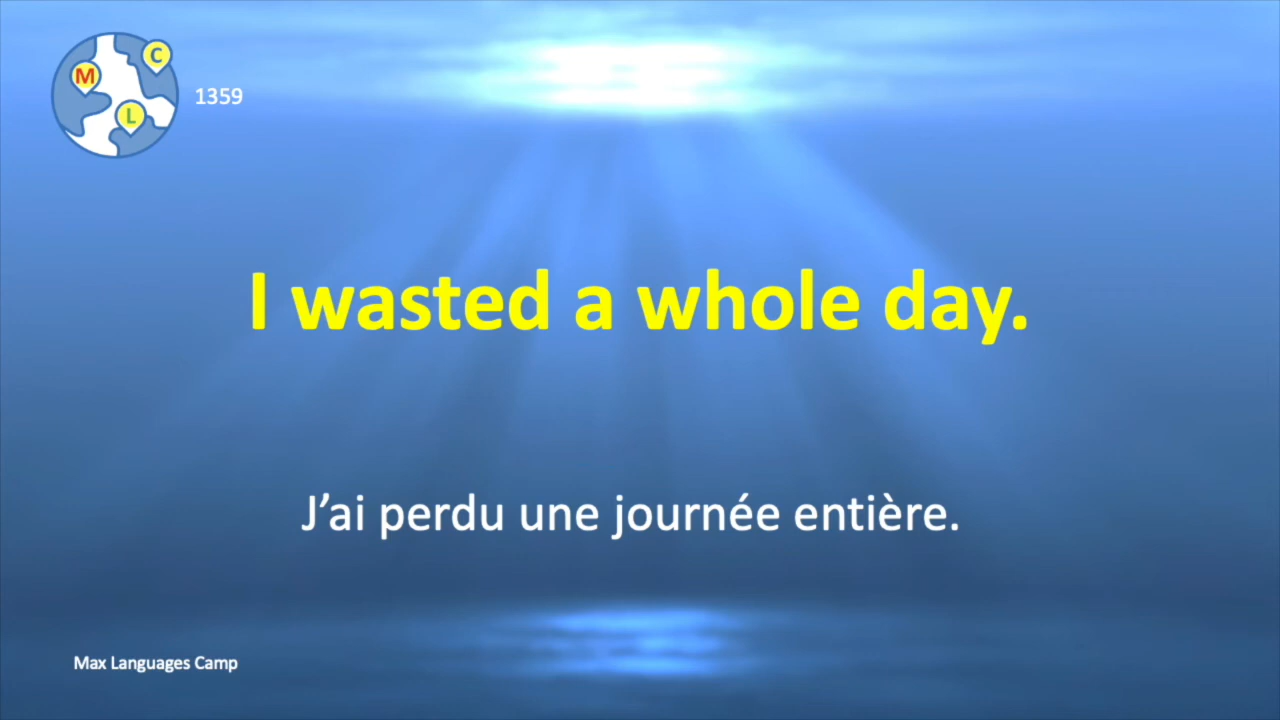 C
M
1359
L
I wasted a whole day.
J’ai perdu une journée entière.
Max Languages Camp